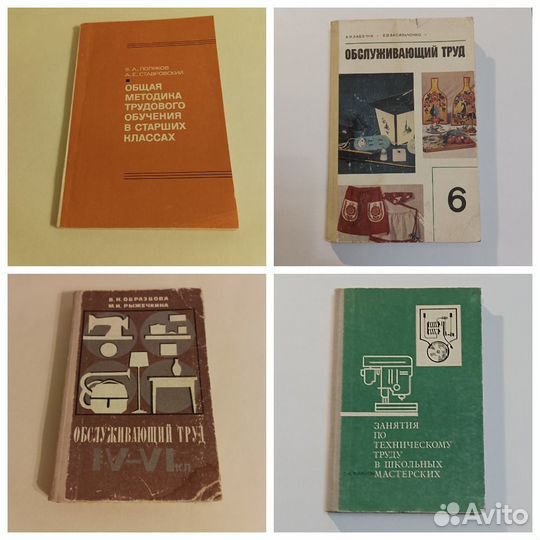 В.А. ПОЛЯКОВ
А.Е. СТАВРОВСКИЙ
ОБЩАЯ
МЕТОДИКА
ТРУДОВОГО
ОБУЧЕНИЯ
В СТАРШИХ
КЛАССАХ
ОБСЛУЖИВАЮЩИЙ ТРУД
6
В.Н. ОБРАЗЦОВА
М.И. РЫЖЕЧКИНА
ОБСЛУЖИВАЮЩИЙ ТРУД
IV-VI КЛ.
ЗАНЯТИЯ
ПО
ТЕХНИЧЕСКОМУ
ТРУДУ
В ШКОЛЬНЫХ
МАСТЕРСКИХ
Avito